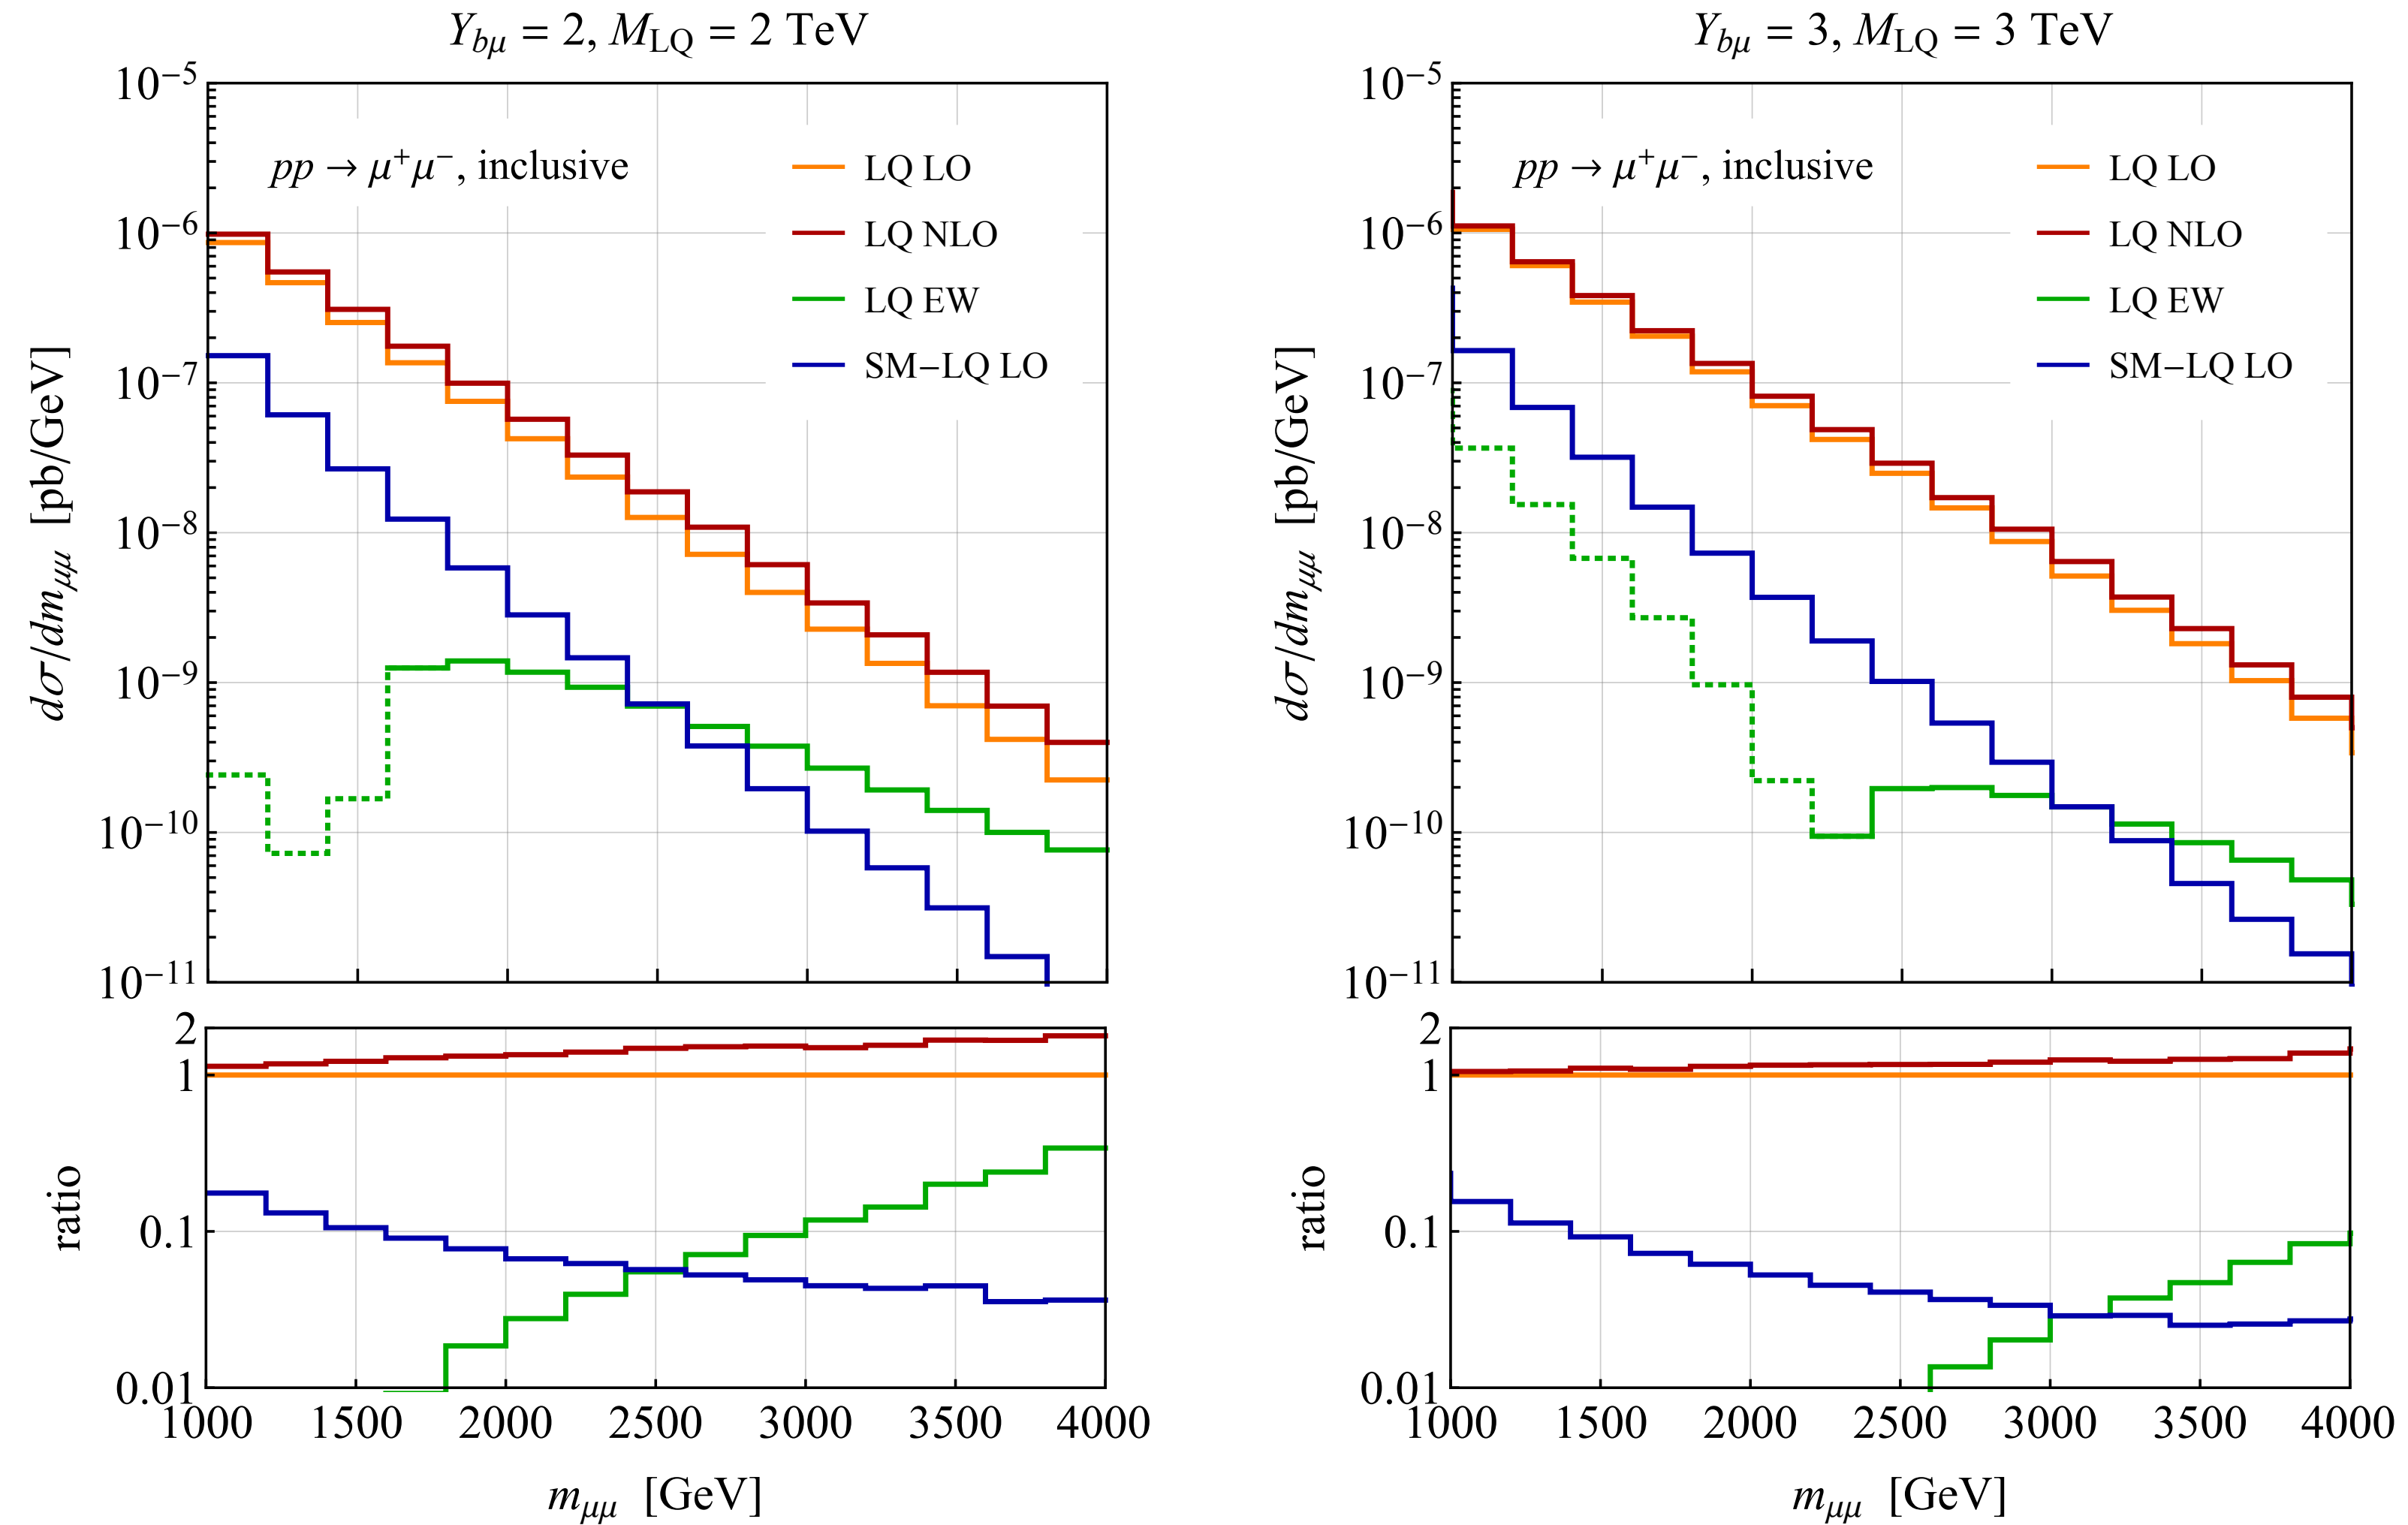 Y_{bμ} = 2, M_{LQ} = 2 TeV
pp → μ⁺μ⁻, inclusive
LQ LO
LQ NLO
LQ EW
SM−LQ LO
10⁻⁵
10⁻⁶
10⁻⁷
10⁻⁸
10⁻⁹
10⁻¹⁰
10⁻¹¹
dσ/dm_{μμ} [pb/GeV]
2
1
0.1
0.01
ratio
1000 1500 2000 2500 3000 3500 4000
m_{μμ} [GeV]
Y_{bμ} = 3, M_{LQ} = 3 TeV
pp → μ⁺μ⁻, inclusive
LQ LO
LQ NLO
LQ EW
SM−LQ LO
10⁻⁵
10⁻⁶
10⁻⁷
10⁻⁸
10⁻⁹
10⁻¹⁰
10⁻¹¹
dσ/dm_{μμ} [pb/GeV]
2
1
0.1
0.01
ratio
1000 1500 2000 2500 3000 3500 4000
m_{μμ} [GeV]